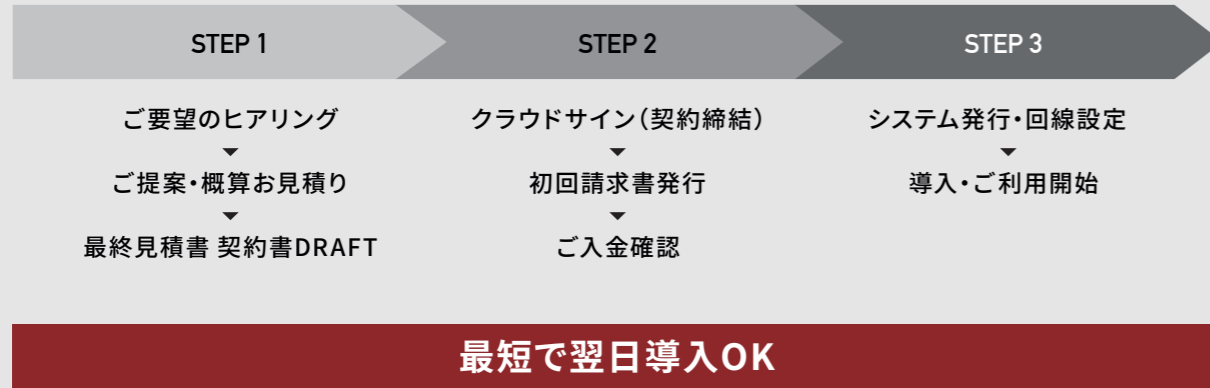 STEP 1
ご要望のヒアリング
ご提案・概算お見積り
最終見積書 契約書DRAFT
STEP 2
クラウドサイン（契約締結）
初回請求書発行
ご入金確認
STEP 3
システム発行・回線設定
導入・ご利用開始
最短で翌日導入OK